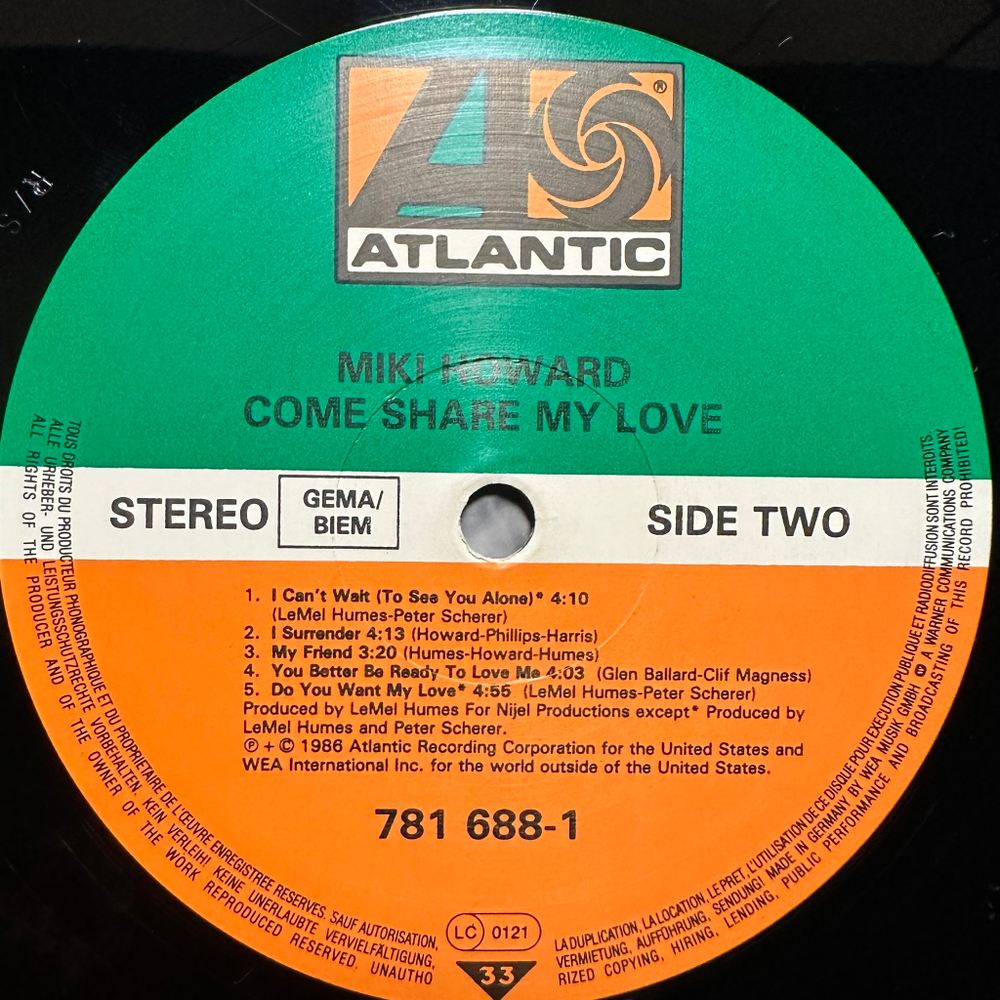 R/S
A
®
ATLANTIC
MIKI HOWARD
COME SHARE MY LOVE
STEREO
GEMA/
BIEM
SIDE TWO
1. I Can't Wait (To See You Alone)* 4:10
(LeMel Humes-Peter Scherer)
2. I Surrender 4:13 (Howard-Phillips-Harris)
3. My Friend 3:20 (Humes-Howard-Humes)
4. You Better Be Ready To Love Me 4:03 (Glen Ballard-Clif Magness)
5. Do You Want My Love* 4:55 (LeMel Humes-Peter Scherer)
Produced by LeMel Humes For Nijel Productions except* Produced by
LeMel Humes and Peter Scherer.
℗ + © 1986 Atlantic Recording Corporation for the United States and
WEA International Inc. for the world outside of the United States.
781 688-1
LC 0121
33
TOUS DROITS DU PRODUCTEUR PHONOGRAPHIQUE ET DU PROPRIETAIRE DE L'ŒUVRE ENREGISTREE RESERVES. SAUF AUTORISATION, LA DUPLICATION, LA LOCATION, LE PRET, L'UTILISATION DE CE DISQUE POUR EXECUTION PUBLIQUE ET RADIODIFFUSION SONT INTERDITS
ALLE URHEBER- UND LEISTUNGSSCHUTZRECHTE VORBEHALTEN. KEIN VERLEIH! KEINE UNERLAUBTE VERVIELFÄLTIGUNG, VERMIETUNG, AUFFÜHRUNG, SENDUNG! MADE IN GERMANY BY WEA MUSIK GMBH A WARNER COMMUNICATIONS COMPANY
ALL RIGHTS OF THE PRODUCER AND OF THE OWNER OF THE WORK REPRODUCED RESERVED. UNAUTHORIZED COPYING, HIRING, LENDING, PUBLIC PERFORMANCE AND BROADCASTING OF THIS RECORD PROHIBITED!